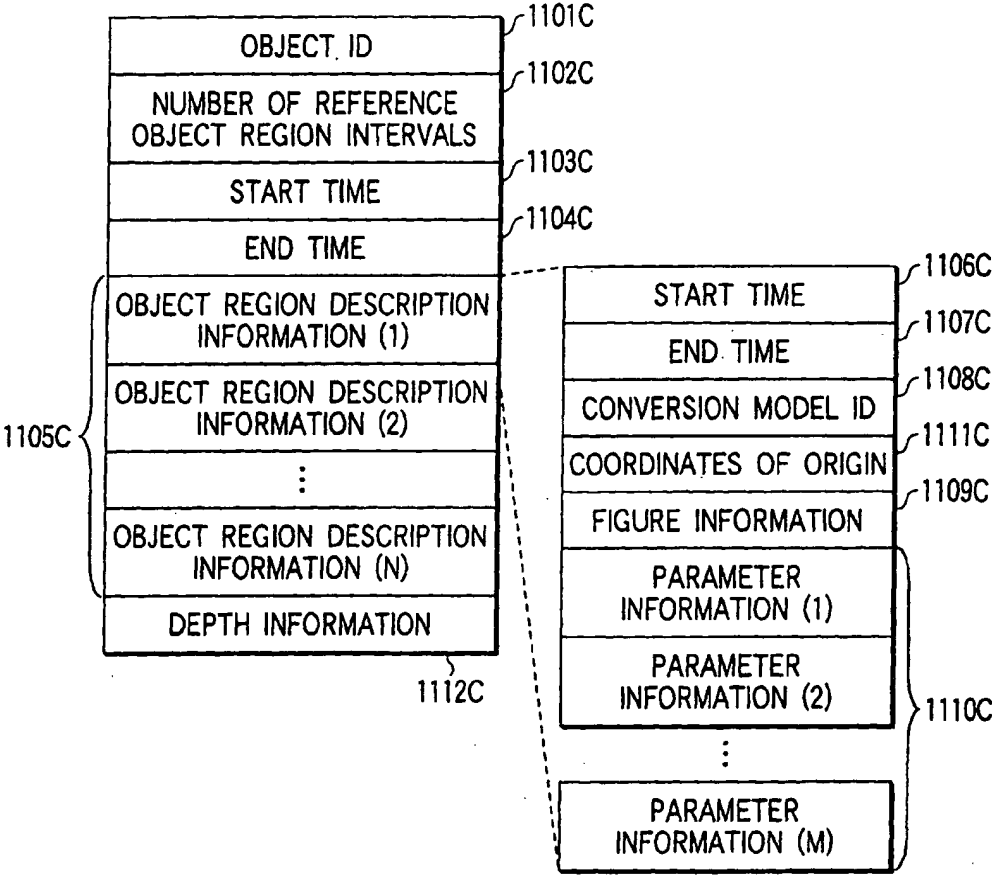 1101C
OBJECT ID
1102C
NUMBER OF REFERENCE
OBJECT REGION INTERVALS
1103C
START TIME
1104C
END TIME
1105C
OBJECT REGION DESCRIPTION
INFORMATION (1)
OBJECT REGION DESCRIPTION
INFORMATION (2)
⋮
OBJECT REGION DESCRIPTION
INFORMATION (N)
DEPTH INFORMATION
1112C
1106C
START TIME
1107C
END TIME
1108C
CONVERSION MODEL ID
1111C
COORDINATES OF ORIGIN
1109C
FIGURE INFORMATION
PARAMETER
INFORMATION (1)
PARAMETER
INFORMATION (2)
1110C
⋮
PARAMETER
INFORMATION (M)